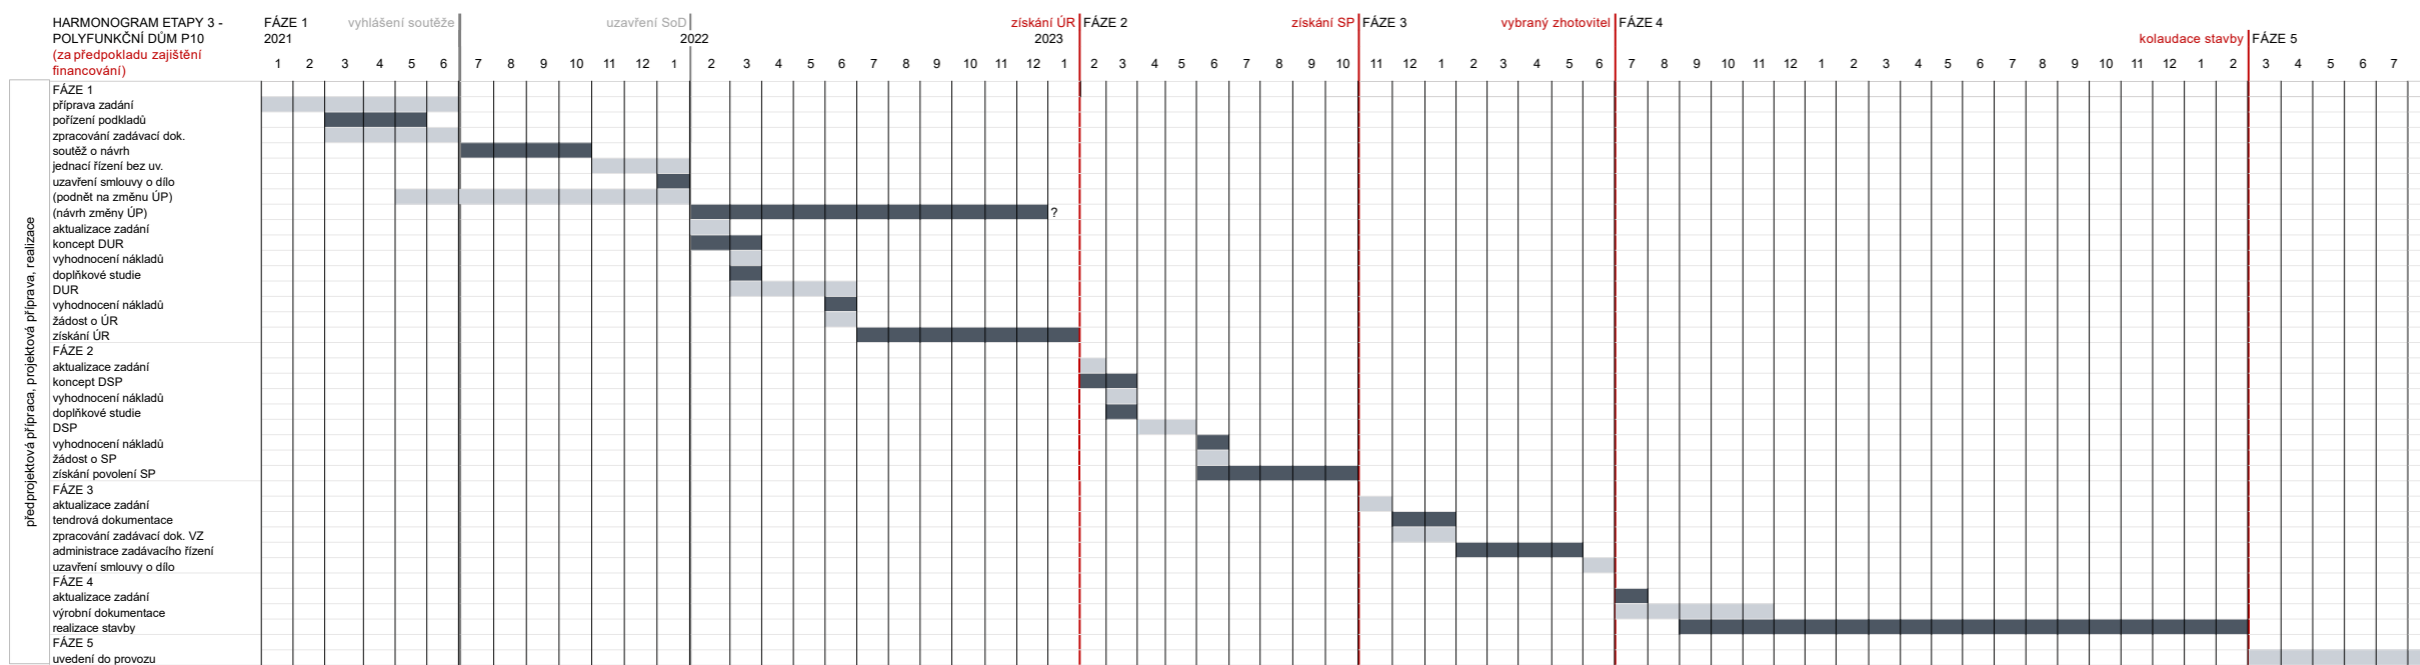 HARMONOGRAM ETAPY 3 -
POLYFUNKČNÍ DŮM P10
(za předpokladu zajištění
financování)
FÁZE 1 vyhlášení soutěže uzavření SoD získání ÚR FÁZE 2 získání SP FÁZE 3 vybraný zhotovitel FÁZE 4
2021 2022 2023 kolaudace stavby FÁZE 5
1 2 3 4 5 6 7 8 9 10 11 12 1 2 3 4 5 6 7 8 9 10 11 12 1 2 3 4 5 6 7 8 9 10 11 12 1 2 3 4 5 6 7 8 9 10 11 12 1 2 3 4 5 6 7 8 9 10 11 12 1 2 3 4 5 6 7
předprojektová přípraca, projektová příprava, realizace
FÁZE 1
příprava zadání
pořízení podkladů
zpracování zadávací dok.
soutěž o návrh
jednací řízení bez uv.
uzavření smlouvy o dílo
(podnět na změnu ÚP)
(návrh změny ÚP) ?
aktualizace zadání
koncept DUR
vyhodnocení nákladů
doplňkové studie
DUR
vyhodnocení nákladů
žádost o ÚR
získání ÚR
FÁZE 2
aktualizace zadání
koncept DSP
vyhodnocení nákladů
doplňkové studie
DSP
vyhodnocení nákladů
žádost o SP
získání povolení SP
FÁZE 3
aktualizace zadání
tendrová dokumentace
zpracování zadávací dok. VZ
administrace zadávacího řízení
uzavření smlouvy o dílo
FÁZE 4
aktualizace zadání
výrobní dokumentace
realizace stavby
FÁZE 5
uvedení do provozu